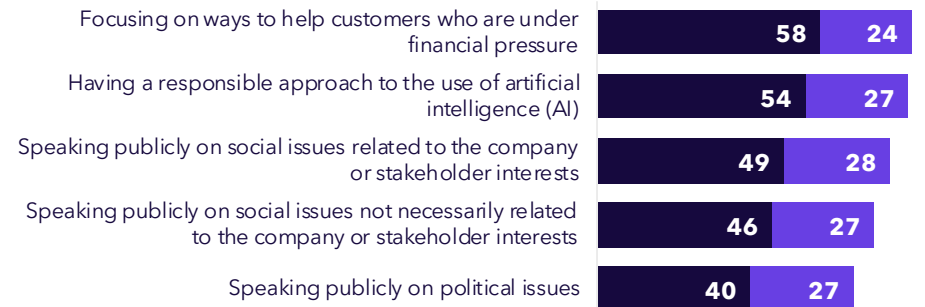 Focusing on ways to help customers who are under
financial pressure
58 24
Having a responsible approach to the use of artificial
intelligence (AI)
54 27
Speaking publicly on social issues related to the company
or stakeholder interests
49 28
Speaking publicly on social issues not necessarily related
to the company or stakeholder interests
46 27
Speaking publicly on political issues
40 27